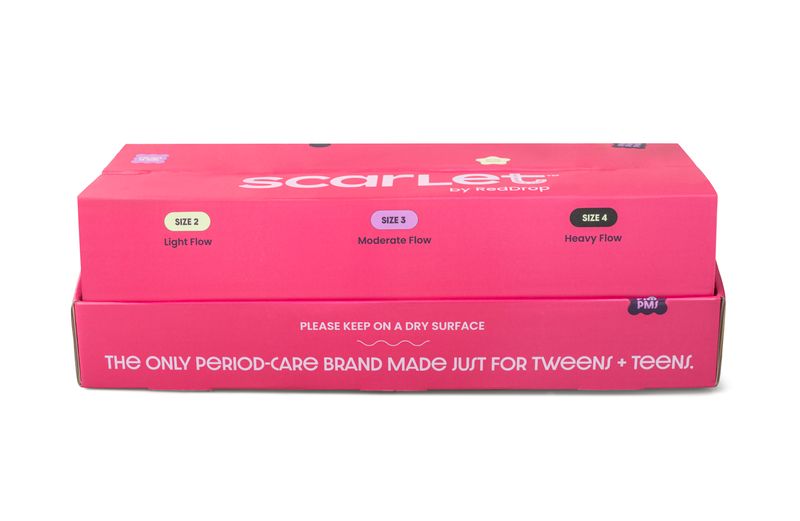 scarlet™
by RedDrop
SIZE 2
Light Flow
SIZE 3
Moderate Flow
SIZE 4
Heavy Flow
PMS
PLEASE KEEP ON A DRY SURFACE
THE ONLY PERIOD-CARE BRAND MADE JUST FOR TWEENS + TEENS.